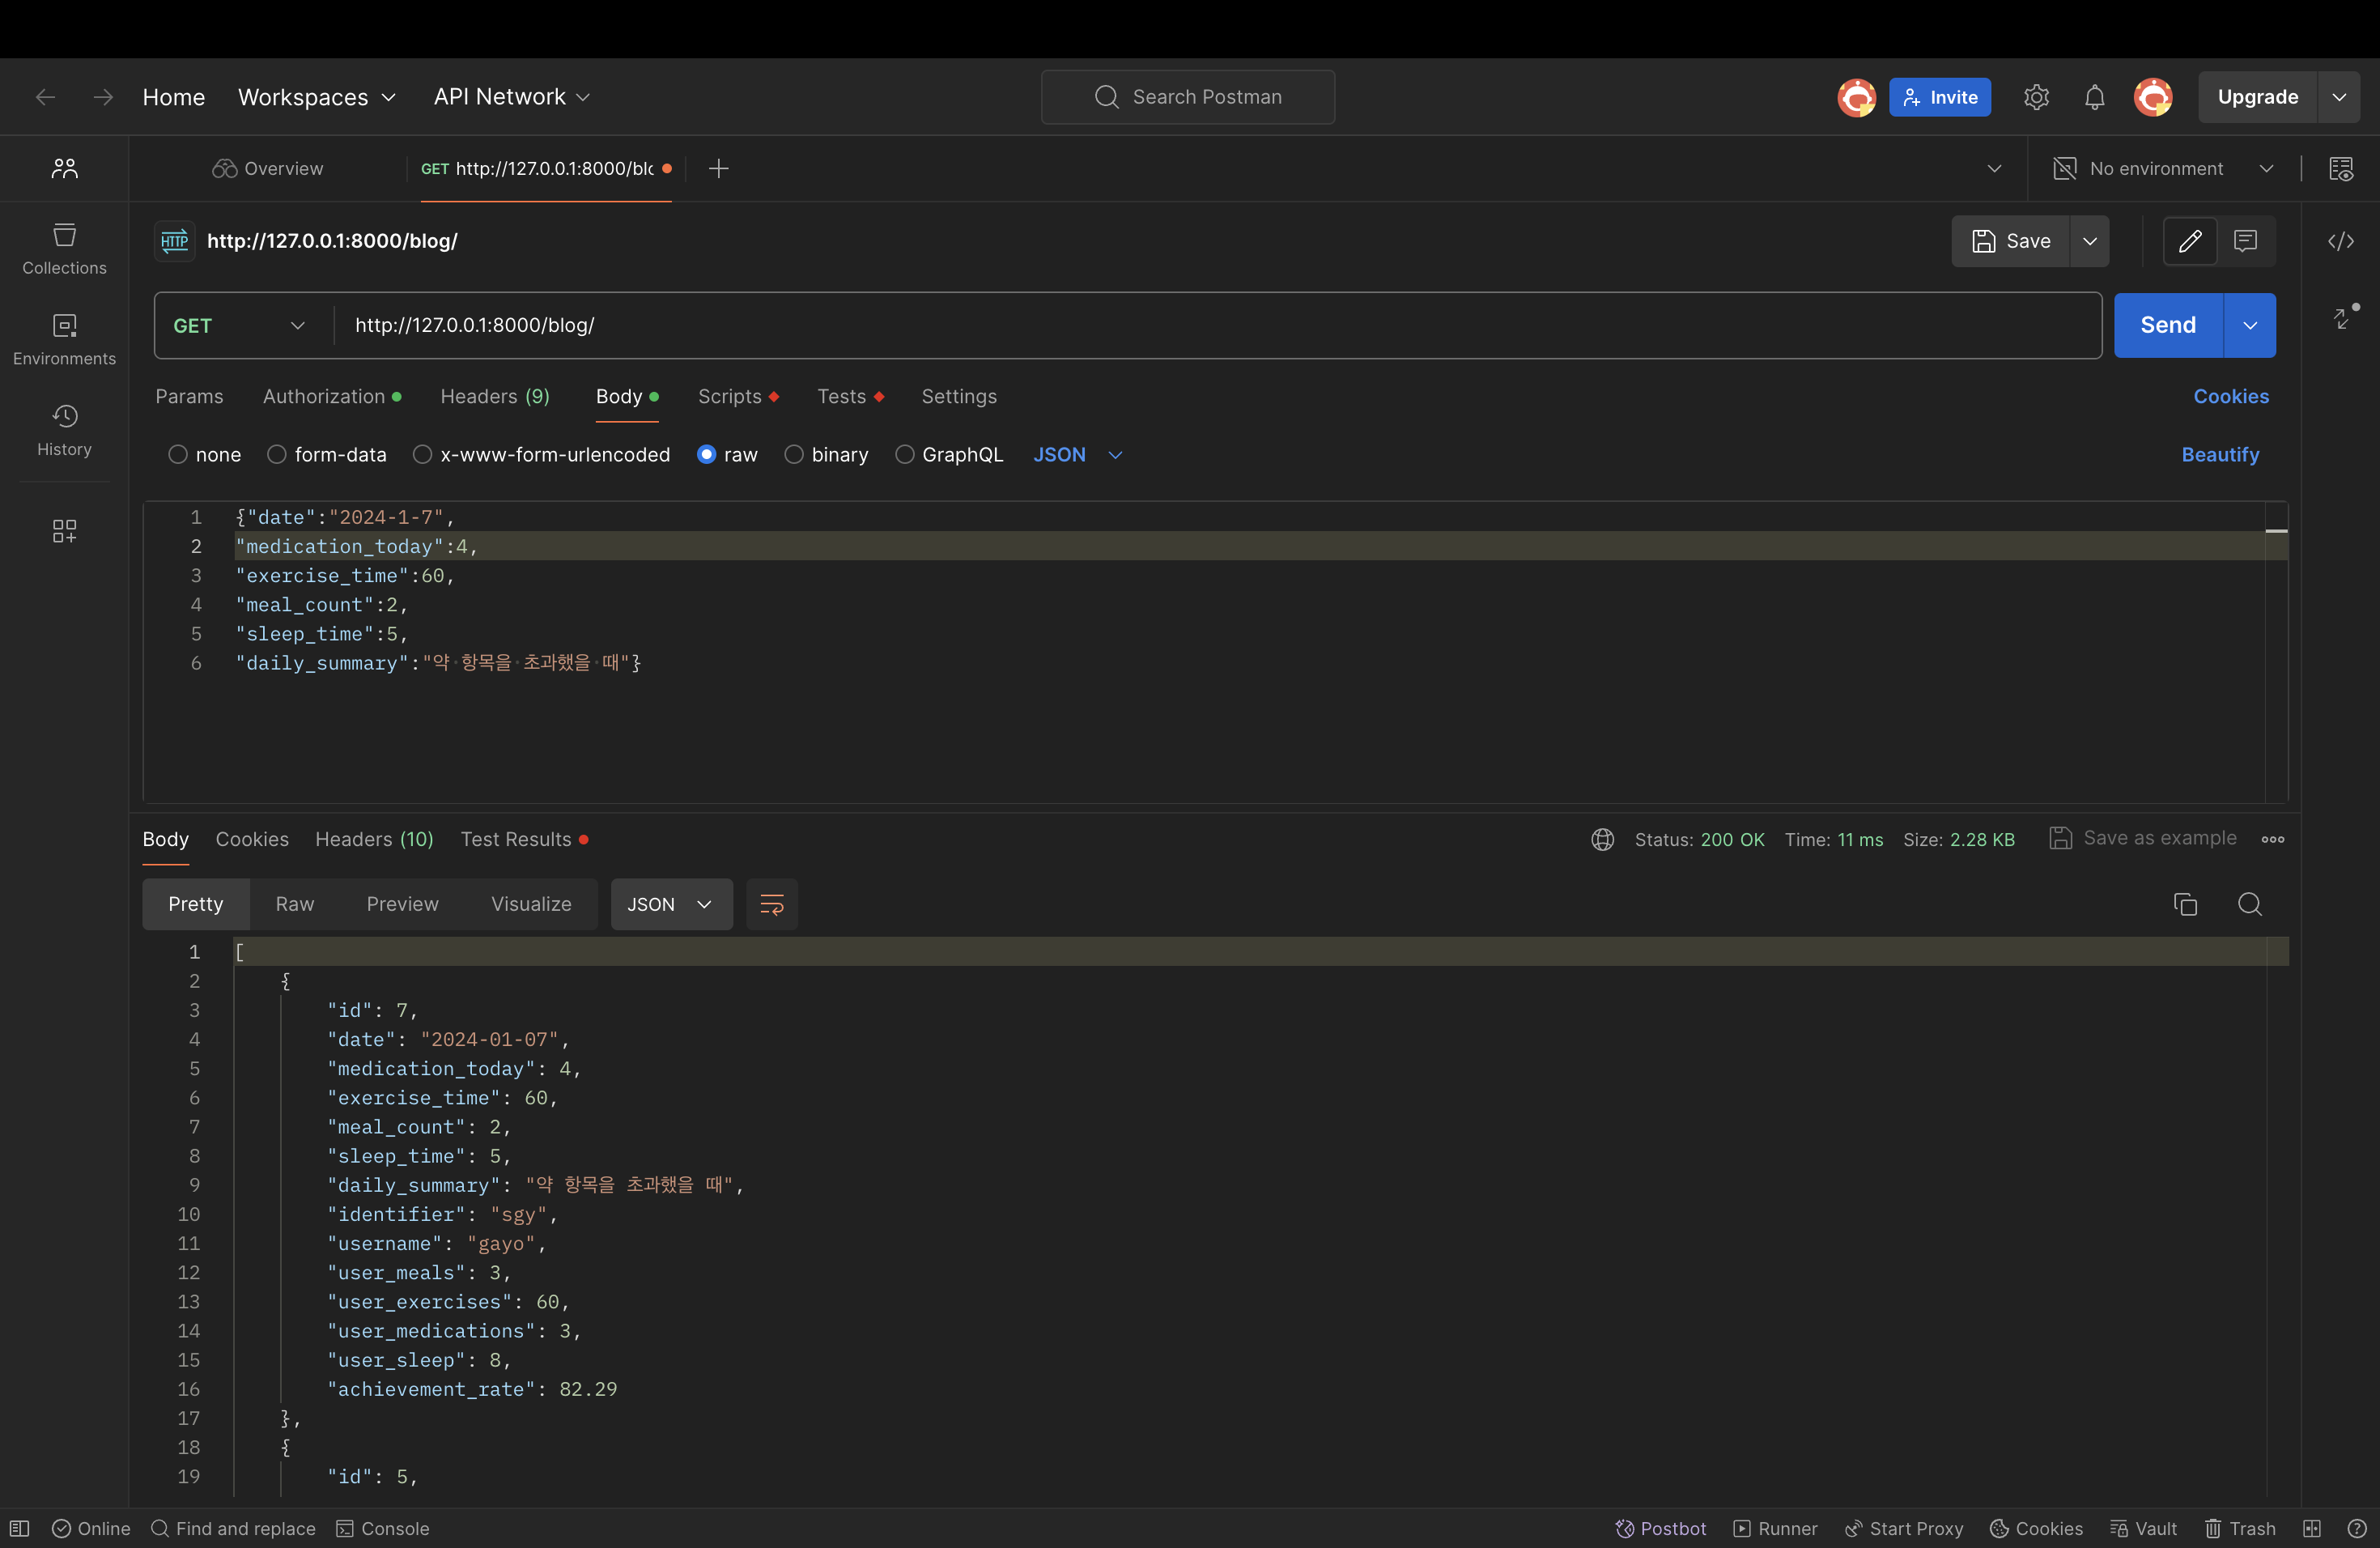 Home Workspaces API Network Search Postman Invite Upgrade
Overview GET http://127.0.0.1:8000/blo No environment
HTTP http://127.0.0.1:8000/blog/ Save
Collections
GET http://127.0.0.1:8000/blog/ Send
Environments
Params Authorization Headers (9) Body Scripts Tests Settings Cookies
History
none form-data x-www-form-urlencoded raw binary GraphQL JSON Beautify
1 {"date":"2024-1-7",
2 "medication_today":4,
3 "exercise_time":60,
4 "meal_count":2,
5 "sleep_time":5,
6 "daily_summary":"약·항목을·초과했을·때"}
Body Cookies Headers (10) Test Results Status: 200 OK Time: 11 ms Size: 2.28 KB Save as example
Pretty Raw Preview Visualize JSON
1 [
2 {
3 "id": 7,
4 "date": "2024-01-07",
5 "medication_today": 4,
6 "exercise_time": 60,
7 "meal_count": 2,
8 "sleep_time": 5,
9 "daily_summary": "약 항목을 초과했을 때",
10 "identifier": "sgy",
11 "username": "gayo",
12 "user_meals": 3,
13 "user_exercises": 60,
14 "user_medications": 3,
15 "user_sleep": 8,
16 "achievement_rate": 82.29
17 },
18 {
19 "id": 5,
Online Find and replace Console Postbot Runner Start Proxy Cookies Vault Trash